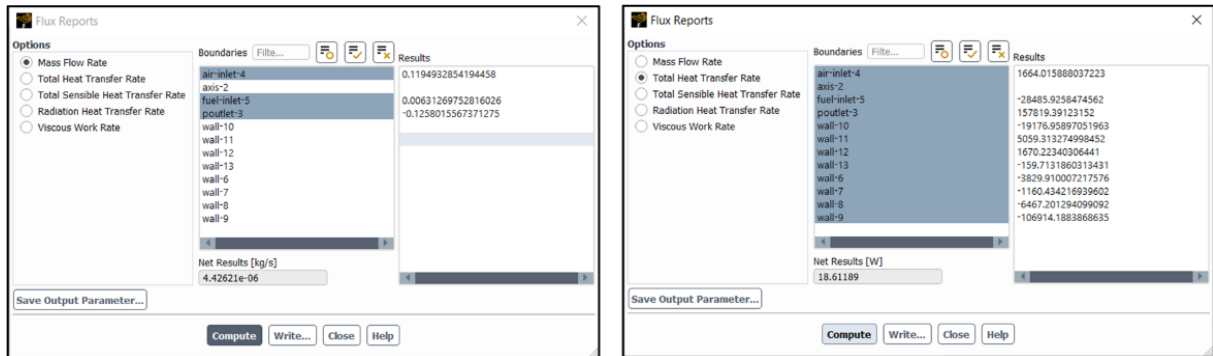 Flux Reports
Options
Mass Flow Rate
Total Heat Transfer Rate
Total Sensible Heat Transfer Rate
Radiation Heat Transfer Rate
Viscous Work Rate
Boundaries Filte...
air-inlet-4
axis-2
fuel-inlet-5
poutlet-3
wall-10
wall-11
wall-12
wall-13
wall-6
wall-7
wall-8
wall-9
Results
0.1194932854194458
0.00631269752816026
-0.1258015567371275
Net Results [kg/s]
4.42621e-06
Save Output Parameter...
Compute Write... Close Help
Flux Reports
Options
Mass Flow Rate
Total Heat Transfer Rate
Total Sensible Heat Transfer Rate
Radiation Heat Transfer Rate
Viscous Work Rate
Boundaries Filte...
air-inlet-4
axis-2
fuel-inlet-5
poutlet-3
wall-10
wall-11
wall-12
wall-13
wall-6
wall-7
wall-8
wall-9
Results
1664.015888037223
-28485.9258474562
157819.39123152
-19176.95897051963
5059.313274998452
1670.22340306441
-159.7131860313431
-3829.910007217576
-1160.434216939602
-6467.201294099092
-106914.1883868635
Net Results [W]
18.61189
Save Output Parameter...
Compute Write... Close Help